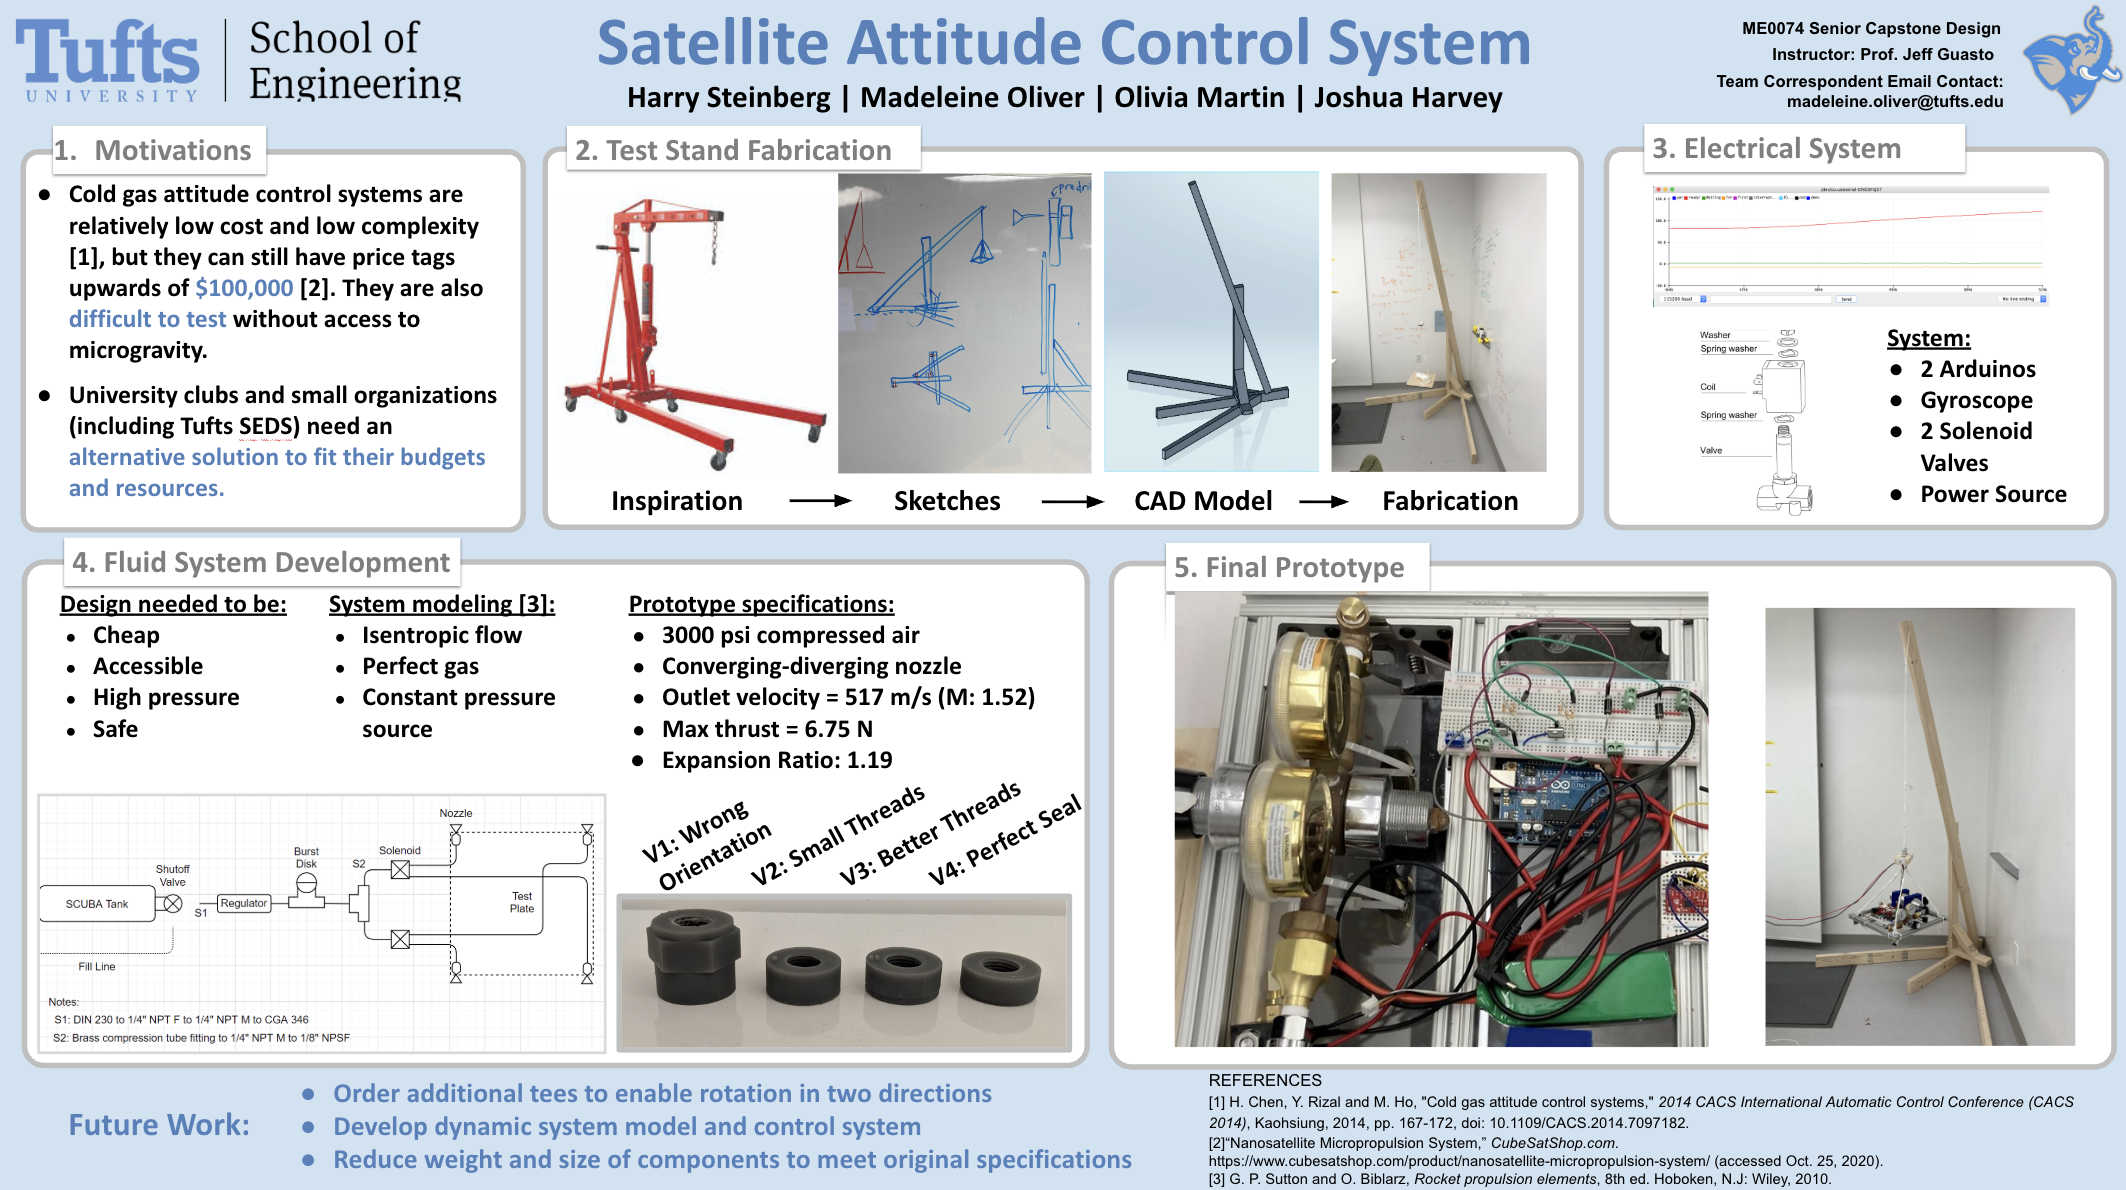 Tufts
UNIVERSITY
School of
Engineering
Satellite Attitude Control System
Harry Steinberg | Madeleine Oliver | Olivia Martin | Joshua Harvey
ME0074 Senior Capstone Design
Instructor: Prof. Jeff Guasto
Team Correspondent Email Contact:
madeleine.oliver@tufts.edu
1. Motivations
● Cold gas attitude control systems are
relatively low cost and low complexity
[1], but they can still have price tags
upwards of $100,000 [2]. They are also
difficult to test without access to
microgravity.
● University clubs and small organizations
(including Tufts SEDS) need an
alternative solution to fit their budgets
and resources.
2. Test Stand Fabrication
Inspiration
Sketches
CAD Model
Fabrication
3. Electrical System
115200 baud
Send
No line ending
Washer
Spring washer
Coil
Spring washer
Valve
System:
● 2 Arduinos
● Gyroscope
● 2 Solenoid
Valves
● Power Source
4. Fluid System Development
Design needed to be:
● Cheap
● Accessible
● High pressure
● Safe
System modeling [3]:
● Isentropic flow
● Perfect gas
● Constant pressure
source
Prototype specifications:
● 3000 psi compressed air
● Converging-diverging nozzle
● Outlet velocity = 517 m/s (M: 1.52)
● Max thrust = 6.75 N
● Expansion Ratio: 1.19
Nozzle
Burst
Disk
S2
Solenoid
Shutoff
Valve
SCUBA Tank
S1
Regulator
Test
Plate
Fill Line
Notes:
S1: DIN 230 to 1/4" NPT F to 1/4" NPT M to CGA 346
S2: Brass compression tube fitting to 1/4" NPT M to 1/8" NPSF
V1: Wrong
Orientation
V2: Small Threads
V3: Better Threads
V4: Perfect Seal
5. Final Prototype
Future Work:
● Order additional tees to enable rotation in two directions
● Develop dynamic system model and control system
● Reduce weight and size of components to meet original specifications
REFERENCES
[1] H. Chen, Y. Rizal and M. Ho, "Cold gas attitude control systems," 2014 CACS International Automatic Control Conference (CACS
2014), Kaohsiung, 2014, pp. 167-172, doi: 10.1109/CACS.2014.7097182.
[2]“Nanosatellite Micropropulsion System,” CubeSatShop.com.
https://www.cubesatshop.com/product/nanosatellite-micropropulsion-system/ (accessed Oct. 25, 2020).
[3] G. P. Sutton and O. Biblarz, Rocket propulsion elements, 8th ed. Hoboken, N.J: Wiley, 2010.